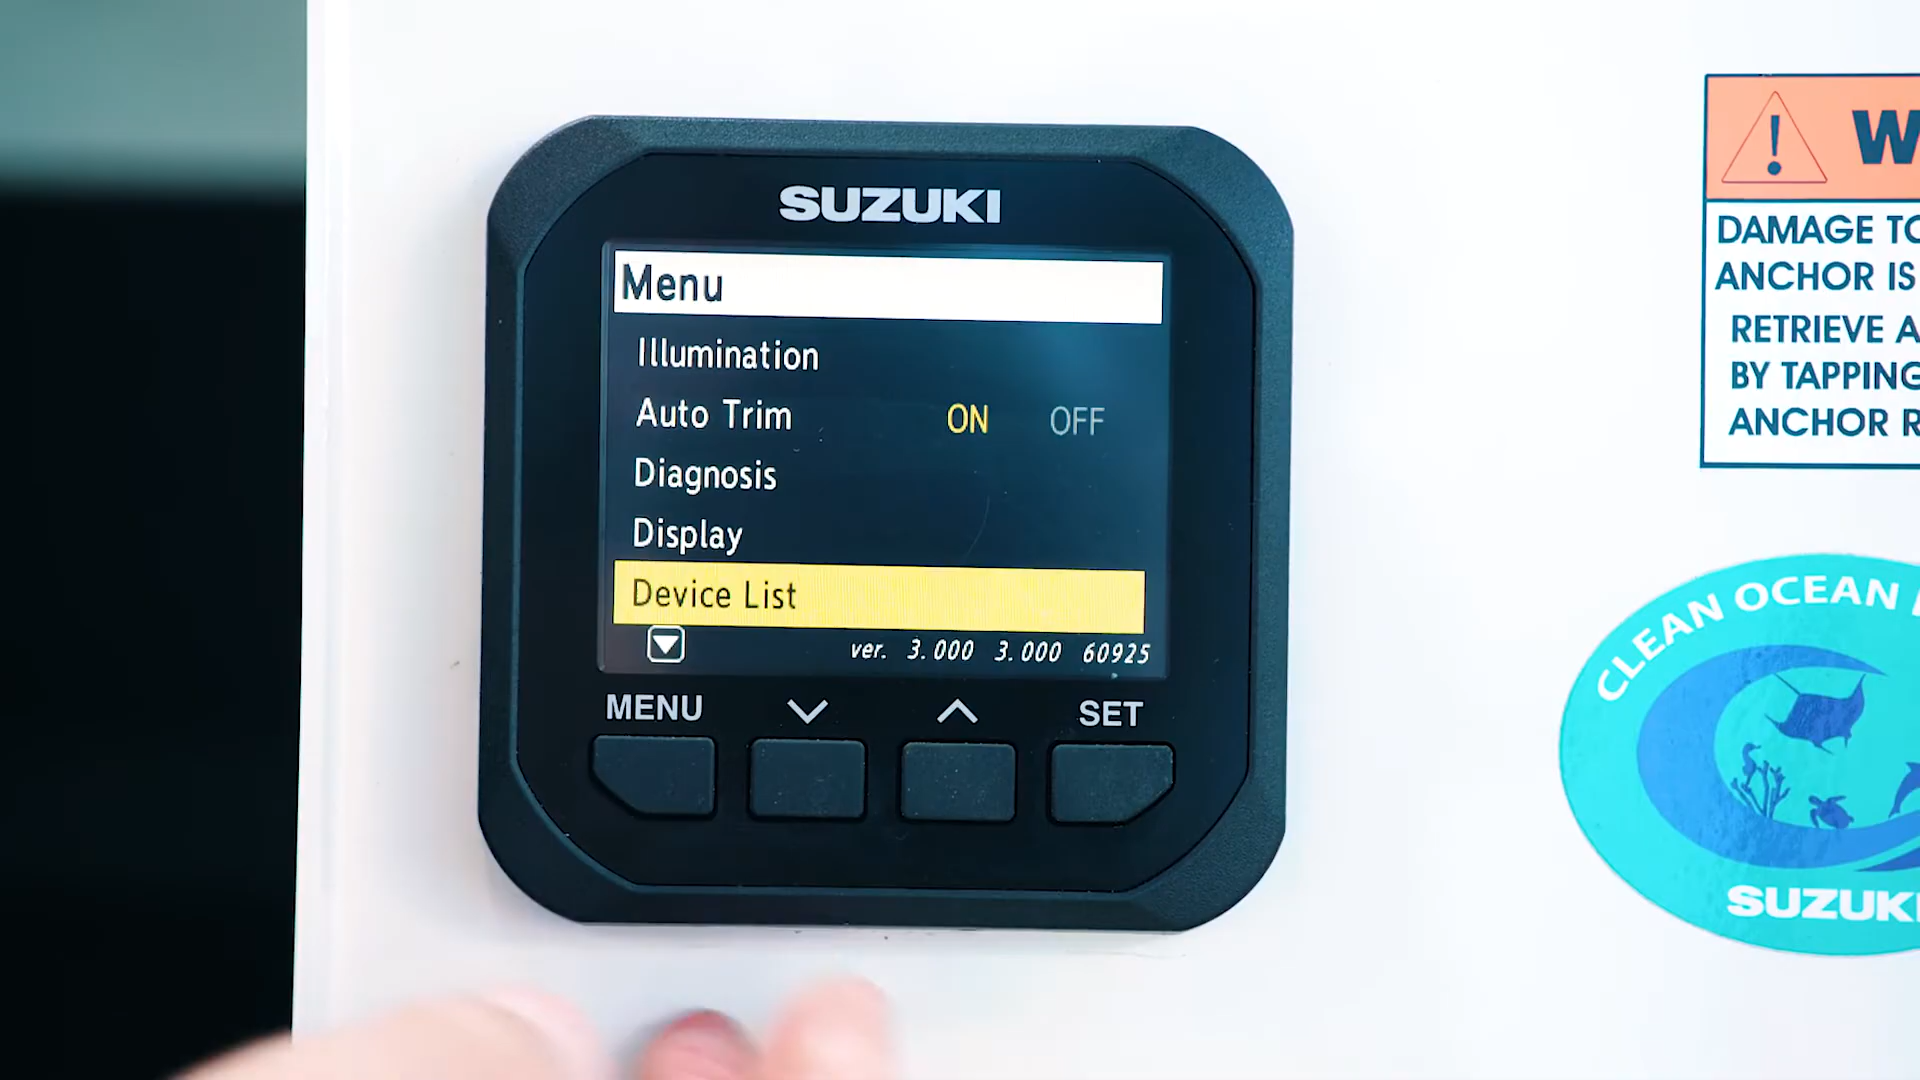 SUZUKI
Menu
Illumination
Auto Trim ON OFF
Diagnosis
Display
Device List
ver. 3.000 3.000 60925
MENU SET
DAMAGE
ANCHOR IS
RETRIEVE
BY TAPPING
ANCHOR
CLEAN OCEAN
SUZUKI